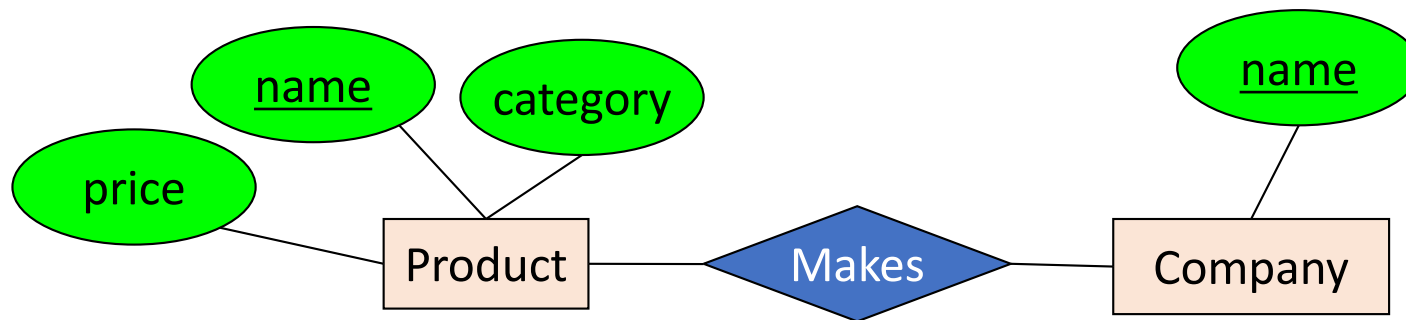 name
category
name
price
Product
Makes
Company